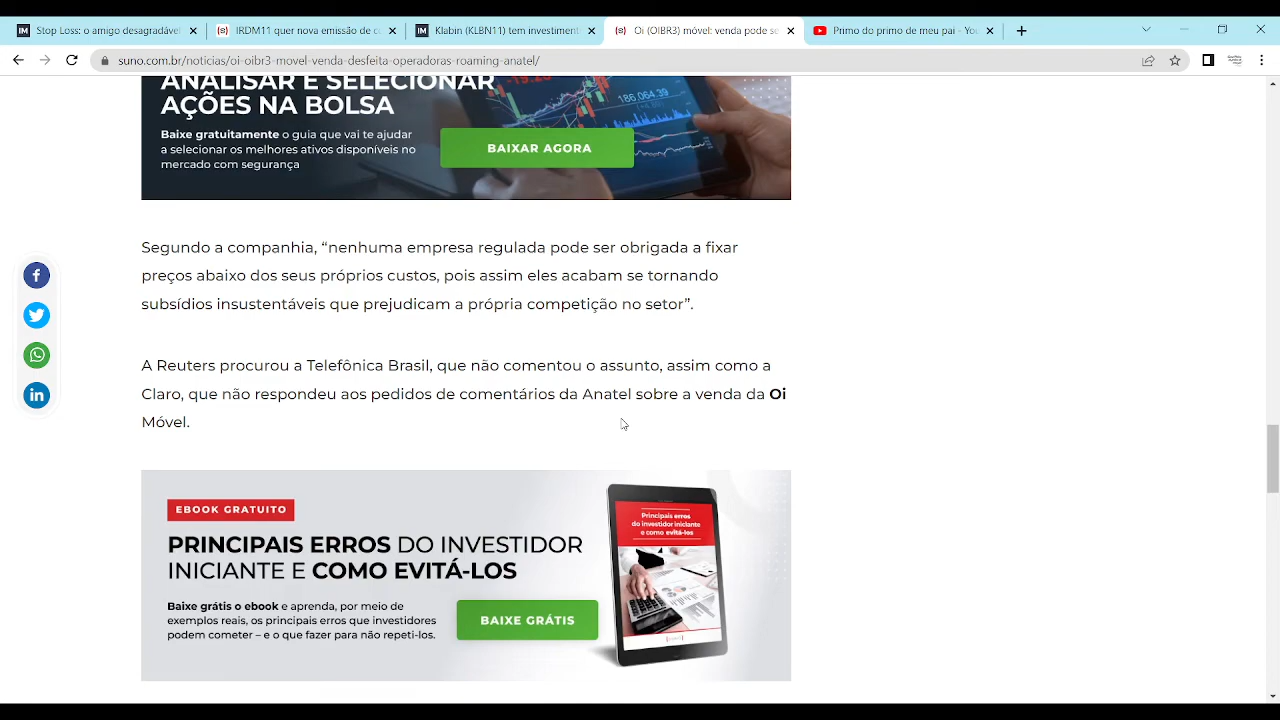 Stop Loss: o amigo desagradável
IRDM11 quer nova emissão de c
Klabin (KLBN11) tem investiment
Oi (OIBR3) móvel: venda pode se
Primo do primo de meu pai - You
suno.com.br/noticias/oi-oibr3-movel-venda-desfeita-operadoras-roaming-anatel/
ANALISAR E SELECIONAR
AÇÕES NA BOLSA
Baixe gratuitamente o guia que vai te ajudar
a selecionar os melhores ativos disponíveis no
mercado com segurança
BAIXAR AGORA
186,064.39
Segundo a companhia, “nenhuma empresa regulada pode ser obrigada a fixar
preços abaixo dos seus próprios custos, pois assim eles acabam se tornando
subsídios insustentáveis que prejudicam a própria competição no setor”.
A Reuters procurou a Telefônica Brasil, que não comentou o assunto, assim como a
Claro, que não respondeu aos pedidos de comentários da Anatel sobre a venda da Oi
Móvel.
EBOOK GRATUITO
PRINCIPAIS ERROS DO INVESTIDOR
INICIANTE E COMO EVITÁ-LOS
Baixe grátis o ebook e aprenda, por meio de
exemplos reais, os principais erros que investidores
podem cometer – e o que fazer para não repeti-los.
BAIXE GRÁTIS
Principais erros
do investidor iniciante
e como evitá-los